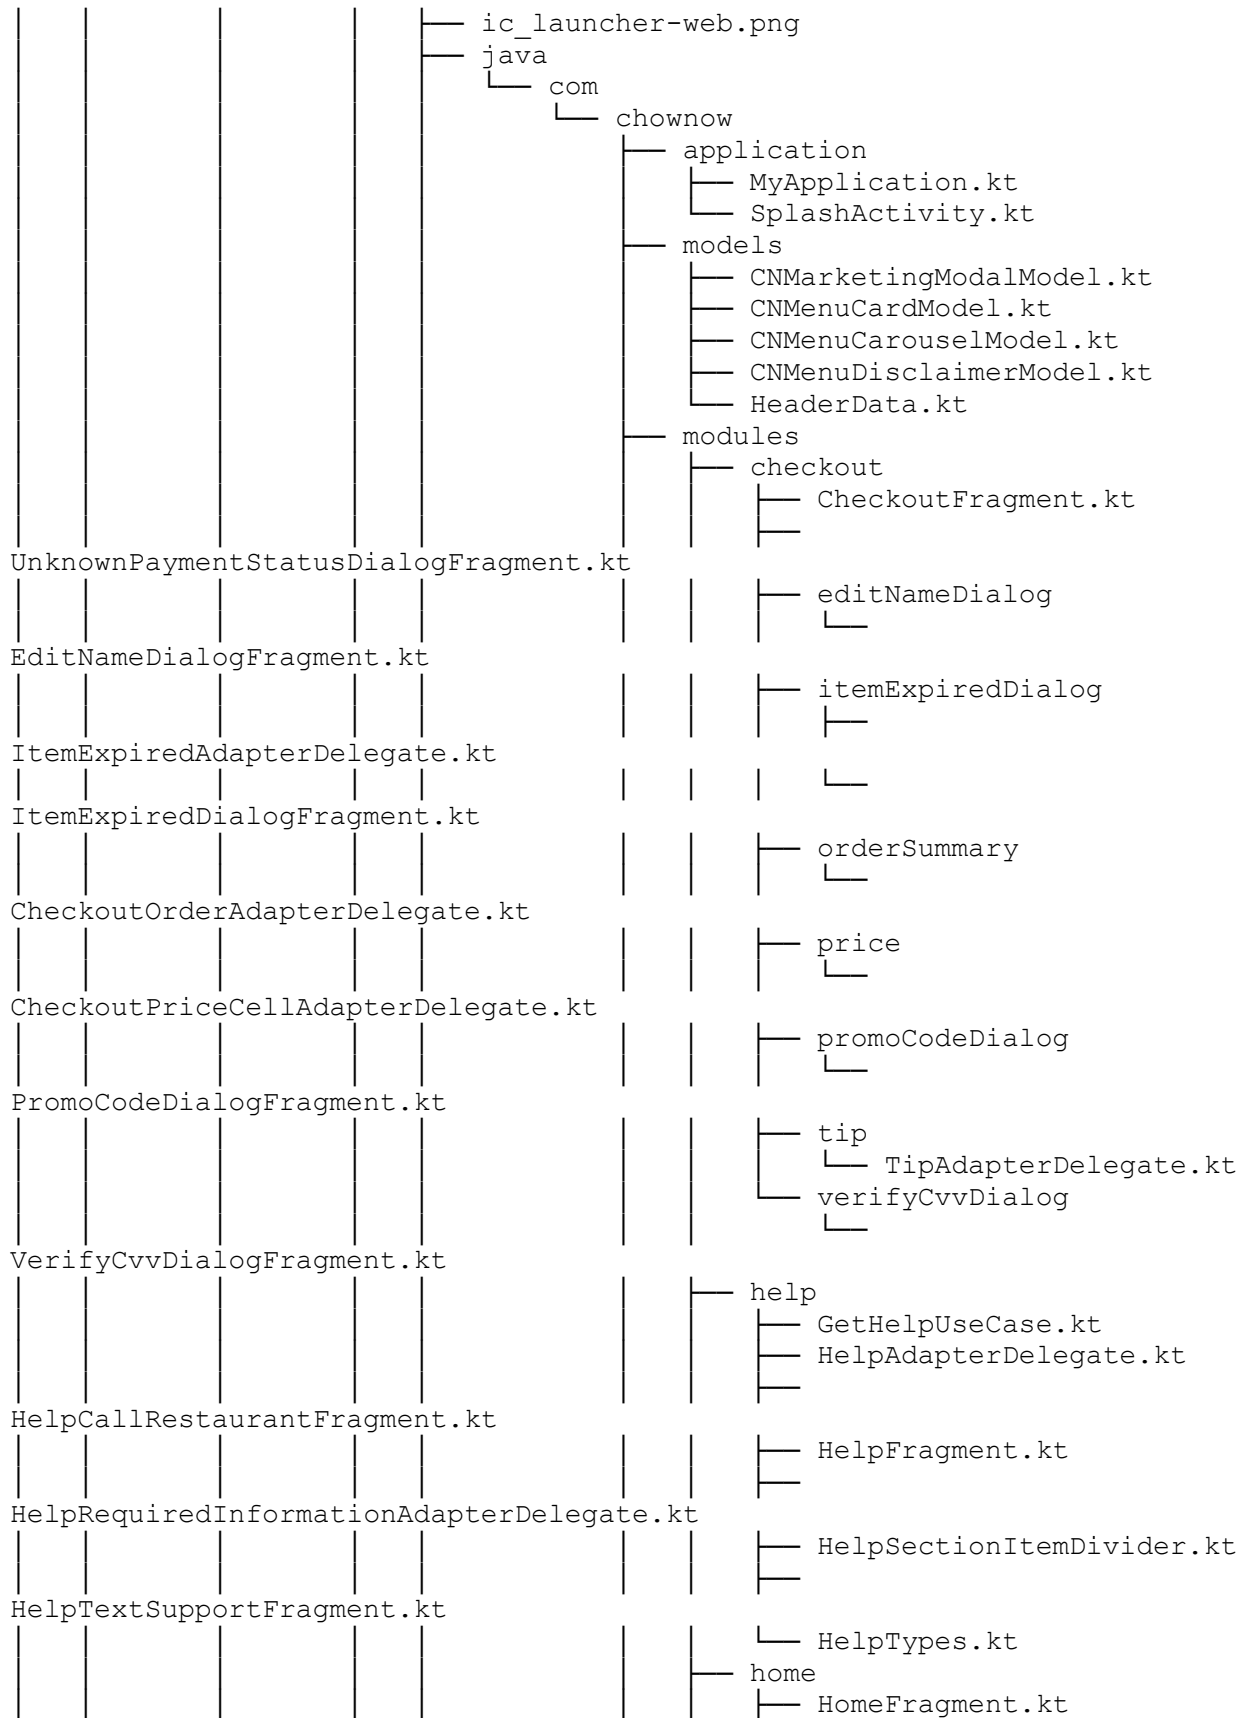 │   │       │       │   ├── ic_launcher-web.png
│   │       │       │   ├── java
│   │       │       │   │   └── com
│   │       │       │   │       └── chownow
│   │       │       │   │           ├── application
│   │       │       │   │           │   ├── MyApplication.kt
│   │       │       │   │           │   └── SplashActivity.kt
│   │       │       │   │           ├── models
│   │       │       │   │           │   ├── CNMarketingModalModel.kt
│   │       │       │   │           │   ├── CNMenuCardModel.kt
│   │       │       │   │           │   ├── CNMenuCarouselModel.kt
│   │       │       │   │           │   ├── CNMenuDisclaimerModel.kt
│   │       │       │   │           │   └── HeaderData.kt
│   │       │       │   │           ├── modules
│   │       │       │   │           │   ├── checkout
│   │       │       │   │           │   │   ├── CheckoutFragment.kt
│   │       │       │   │           │   │   ├──
UnknownPaymentStatusDialogFragment.kt
│   │       │       │   │           │   │   ├── editNameDialog
│   │       │       │   │           │   │   │   └──
EditNameDialogFragment.kt
│   │       │       │   │           │   │   ├── itemExpiredDialog
│   │       │       │   │           │   │   │   ├──
ItemExpiredAdapterDelegate.kt
│   │       │       │   │           │   │   │   └──
ItemExpiredDialogFragment.kt
│   │       │       │   │           │   │   ├── orderSummary
│   │       │       │   │           │   │   │   └──
CheckoutOrderAdapterDelegate.kt
│   │       │       │   │           │   │   ├── price
│   │       │       │   │           │   │   │   └──
CheckoutPriceCellAdapterDelegate.kt
│   │       │       │   │           │   │   ├── promoCodeDialog
│   │       │       │   │           │   │   │   └──
PromoCodeDialogFragment.kt
│   │       │       │   │           │   │   ├── tip
│   │       │       │   │           │   │   │   └── TipAdapterDelegate.kt
│   │       │       │   │           │   │   └── verifyCvvDialog
│   │       │       │   │           │   │       └──
VerifyCvvDialogFragment.kt
│   │       │       │   │           │   ├── help
│   │       │       │   │           │   │   ├── GetHelpUseCase.kt
│   │       │       │   │           │   │   ├── HelpAdapterDelegate.kt
│   │       │       │   │           │   │   ├──
HelpCallRestaurantFragment.kt
│   │       │       │   │           │   │   ├── HelpFragment.kt
│   │       │       │   │           │   │   ├──
HelpRequiredInformationAdapterDelegate.kt
│   │       │       │   │           │   │   ├── HelpSectionItemDivider.kt
│   │       │       │   │           │   │   ├──
HelpTextSupportFragment.kt
│   │       │       │   │           │   │   └── HelpTypes.kt
│   │       │       │   │           │   ├── home
│   │       │       │   │           │   │   ├── HomeFragment.kt